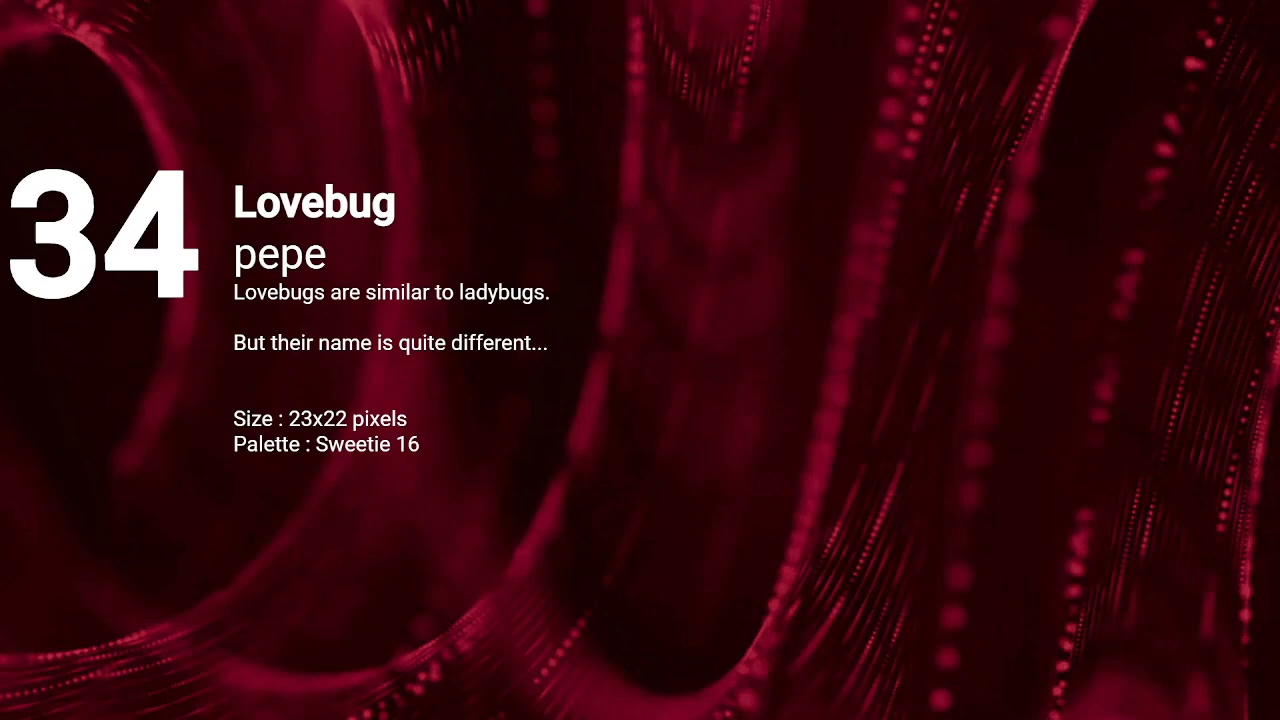 34
Lovebug
pepe
Lovebugs are similar to ladybugs.
But their name is quite different...
Size : 23x22 pixels
Palette : Sweetie 16